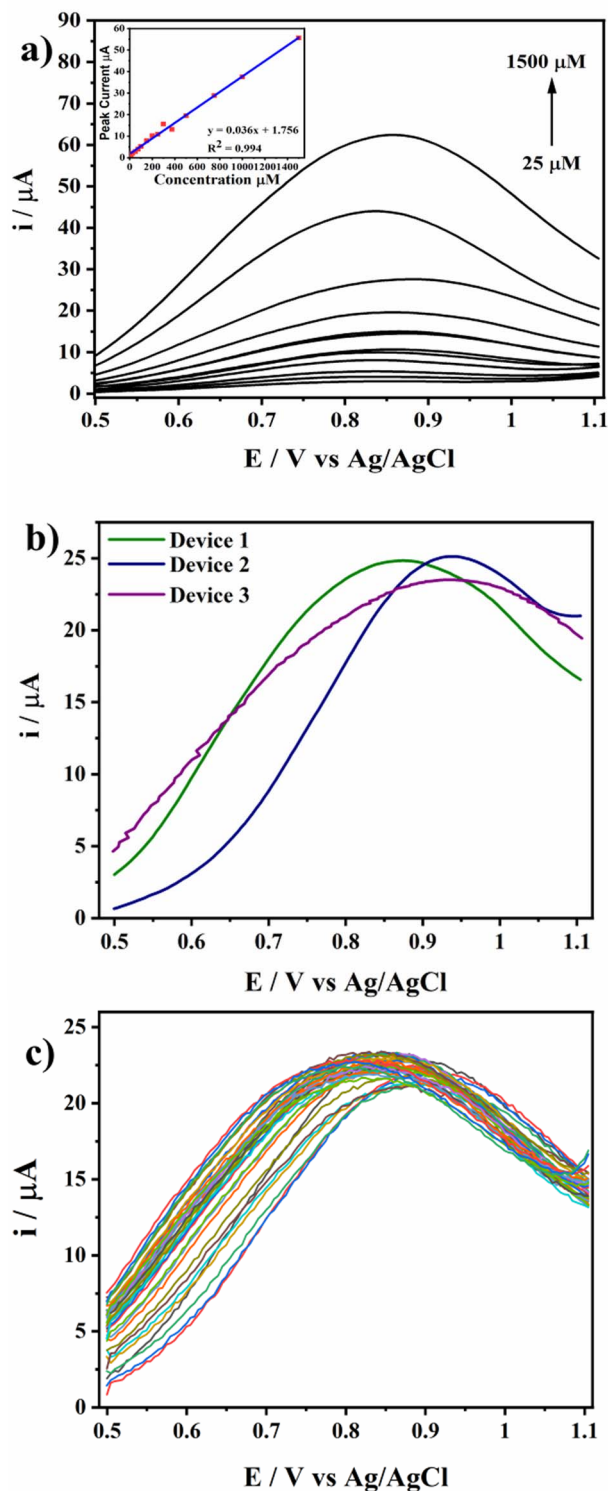 a)
90
80
70
60
50
40
30
20
10
0
i / µA
60
50
40
30
20
10
0
Peak Current µA
y = 0.036x + 1.756
R² = 0.994
0 200 400 600 800 1000 1200 1400
Concentration µM
1500 µM
25 µM
0.5 0.6 0.7 0.8 0.9 1 1.1
E / V vs Ag/AgCl
b)
Device 1
Device 2
Device 3
25
20
15
10
5
0
i / µA
0.5 0.6 0.7 0.8 0.9 1 1.1
E / V vs Ag/AgCl
c)
25
20
15
10
5
0
i / µA
0.5 0.6 0.7 0.8 0.9 1 1.1
E / V vs Ag/AgCl